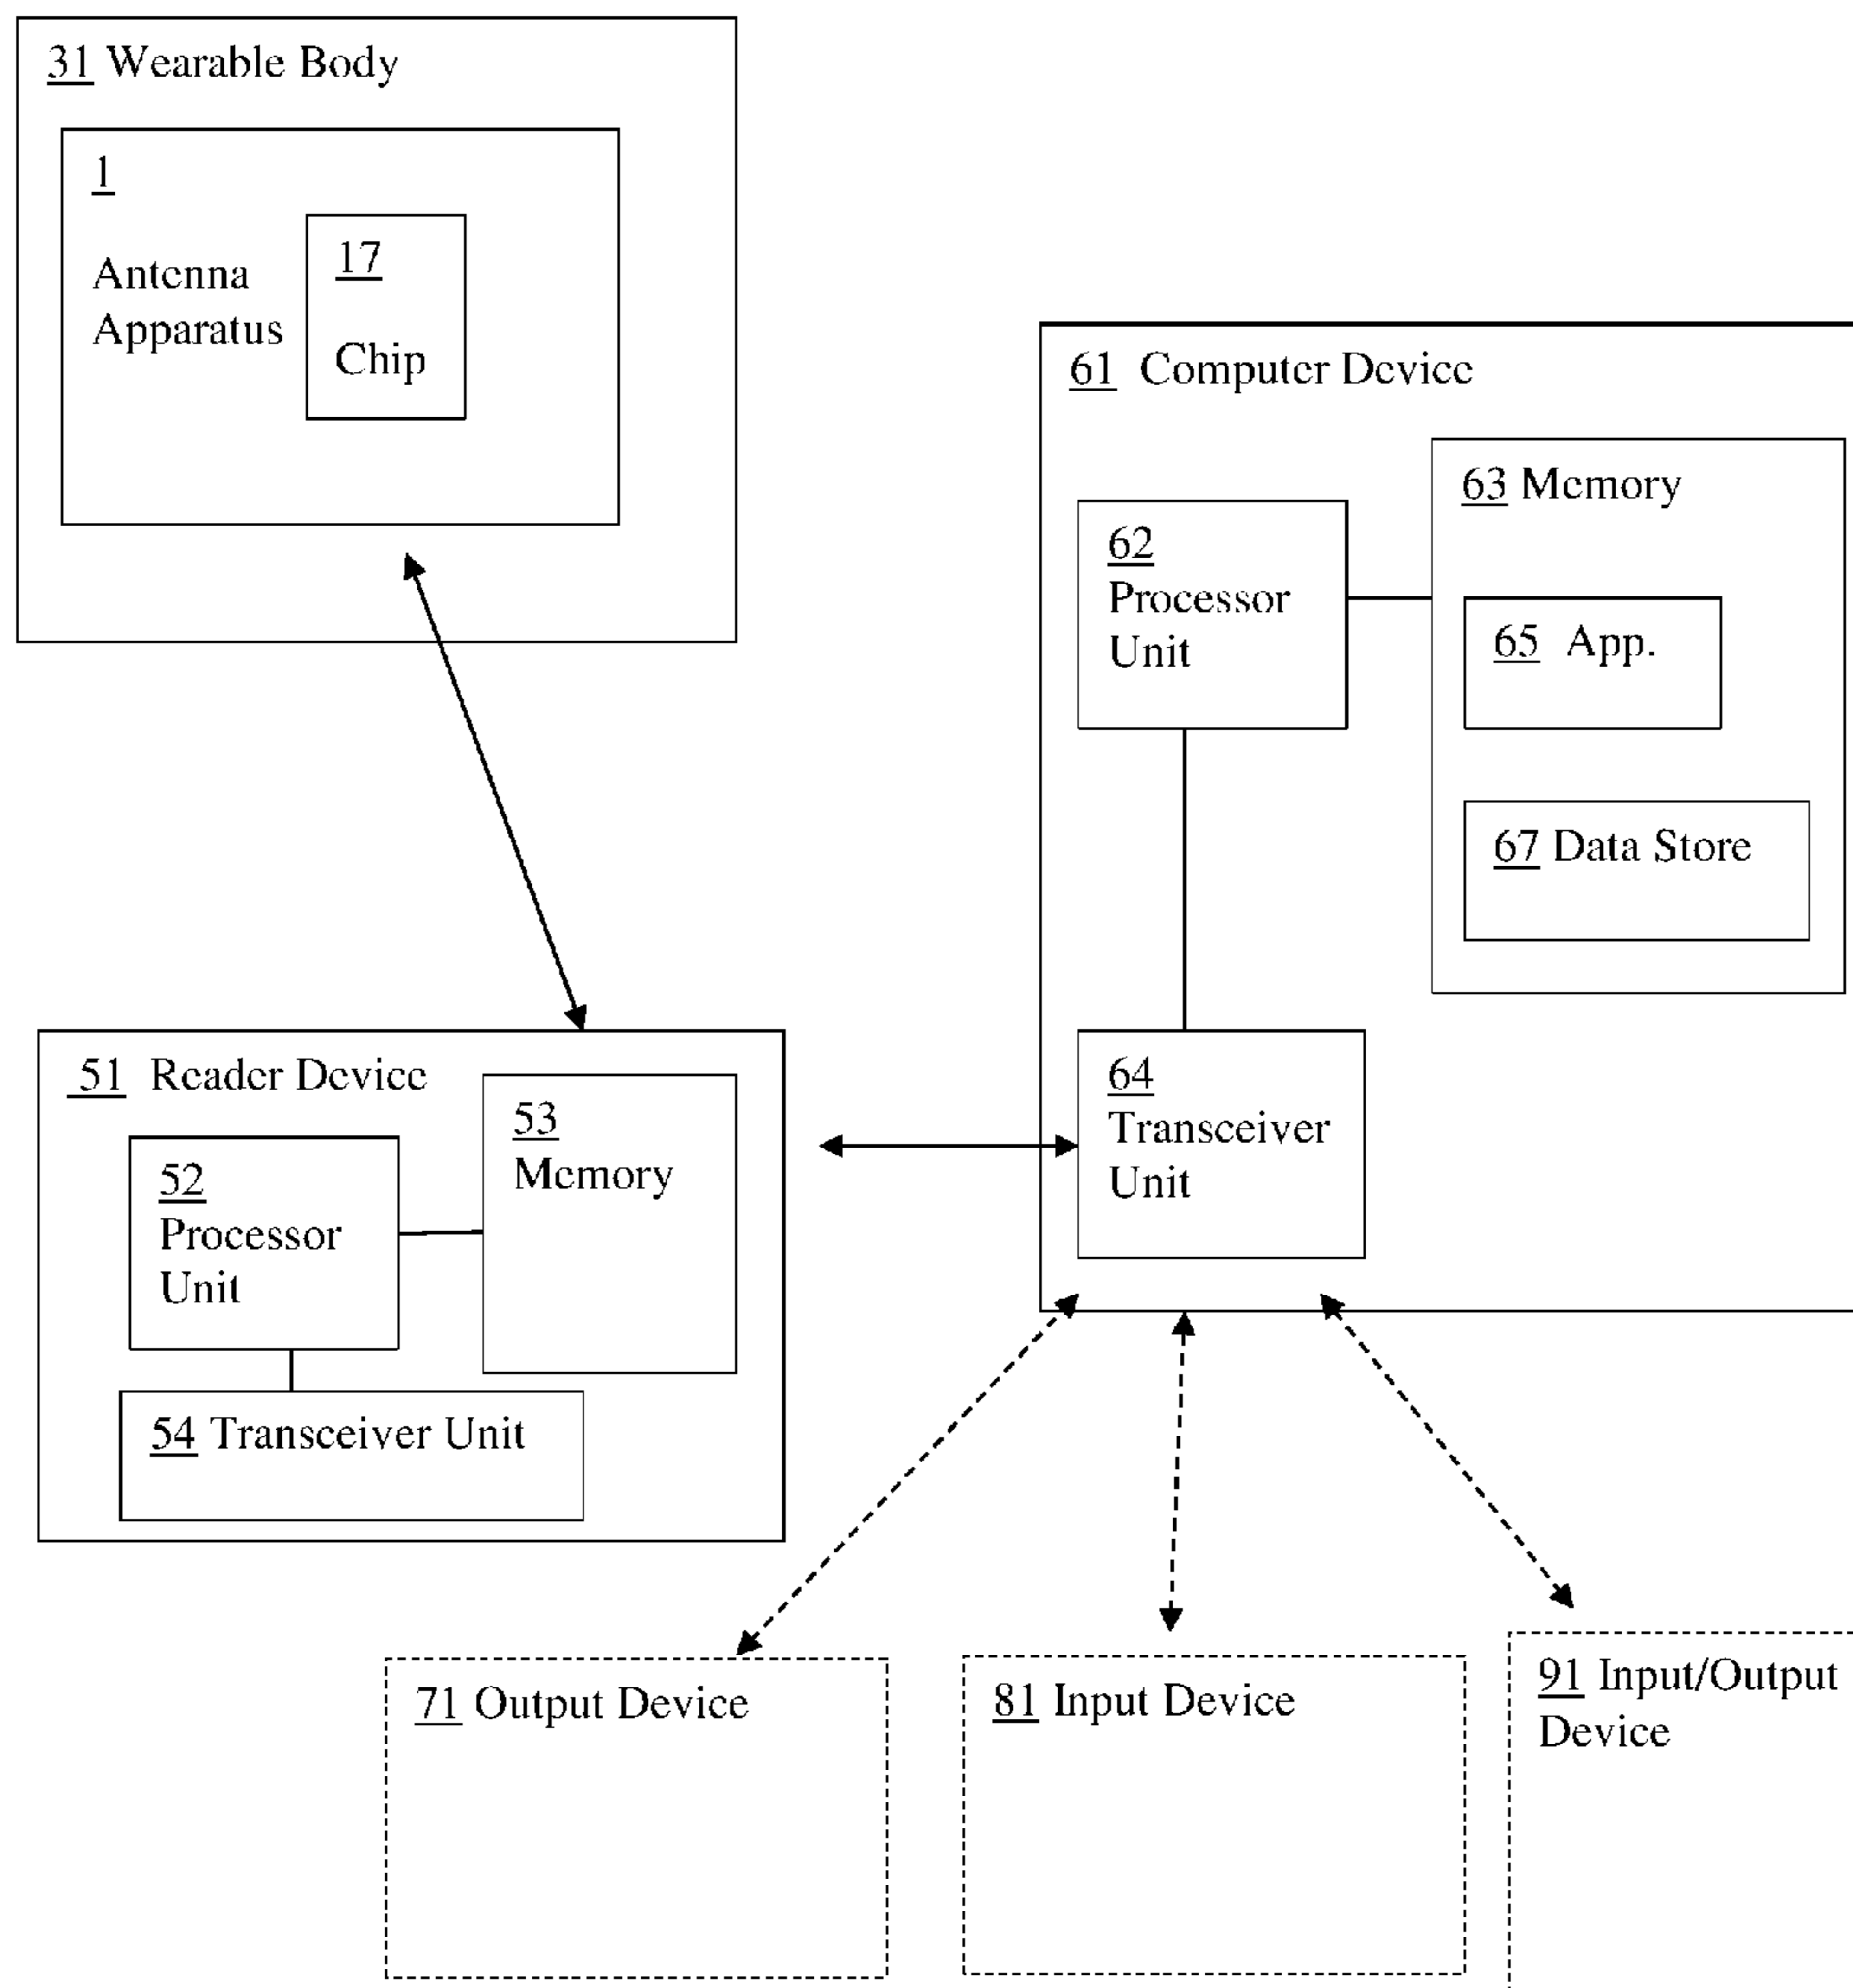 31 Wearable Body
1
Antenna
Apparatus
17
Chip
61 Computer Device
62
Processor
Unit
63 Memory
65 App.
67 Data Store
64
Transceiver
Unit
51 Reader Device
52
Processor
Unit
53
Memory
54 Transceiver Unit
71 Output Device
81 Input Device
91 Input/Output
Device